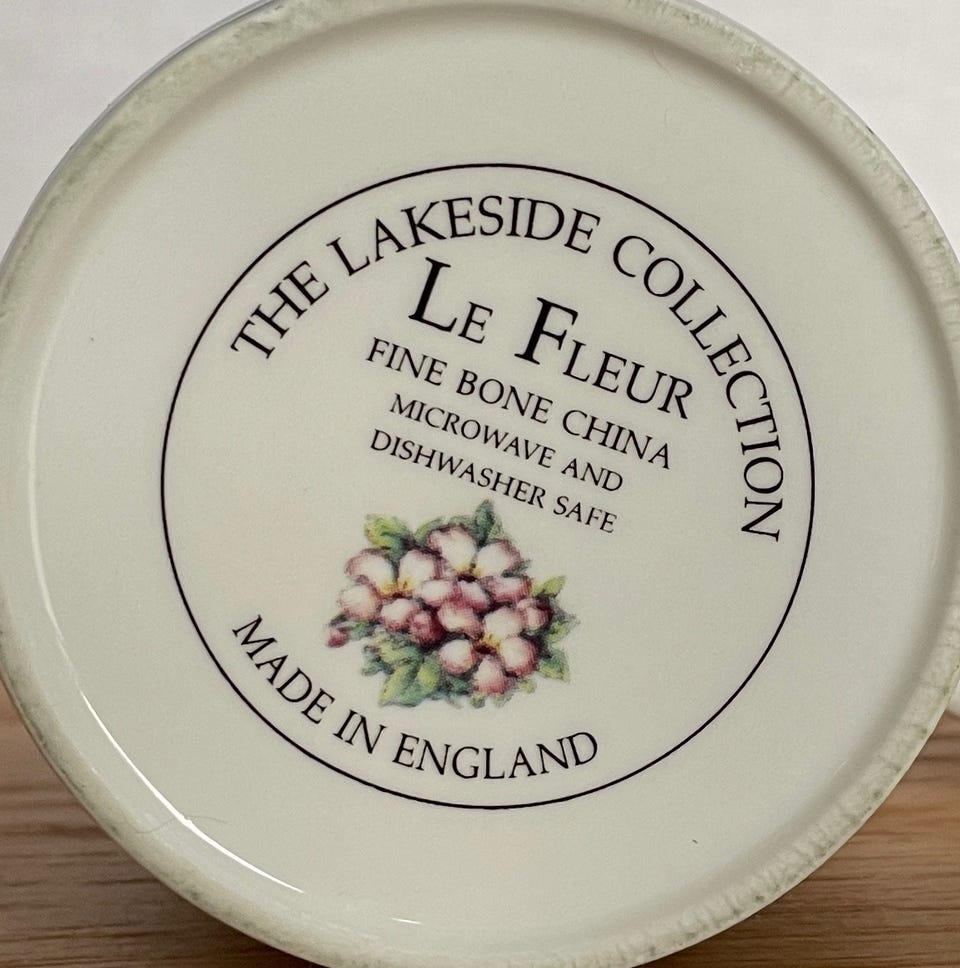 THE LAKESIDE COLLECTION
LE FLEUR
FINE BONE CHINA
MICROWAVE AND
DISHWASHER SAFE
MADE IN ENGLAND